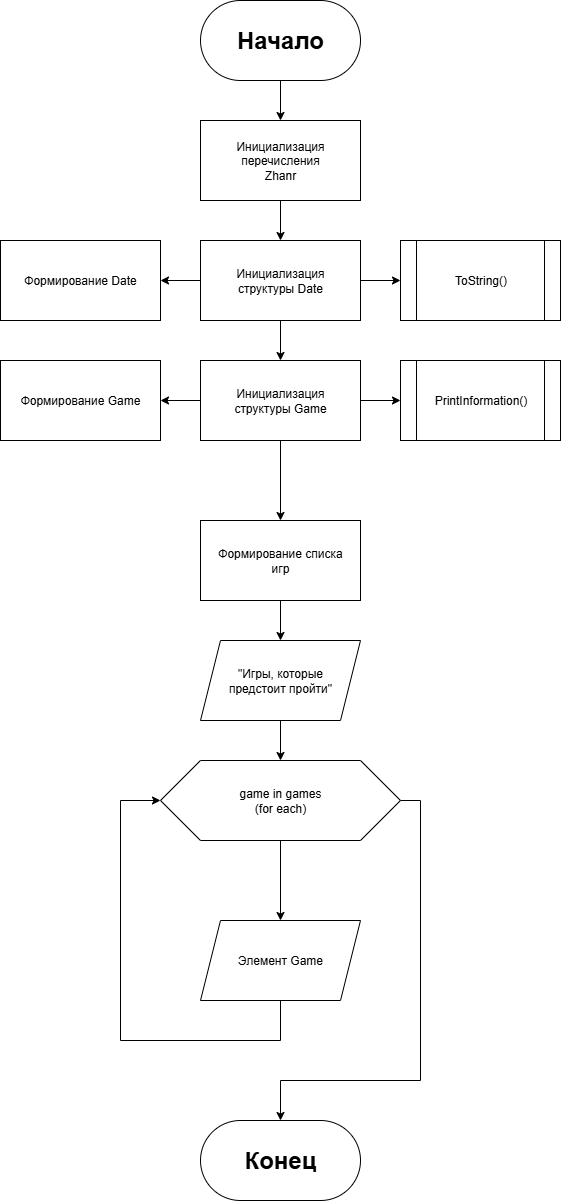 Начало
Инициализация
перечисления
Zhanr
Формирование Date
Инициализация
структуры Date
ToString()
Формирование Game
Инициализация
структуры Game
PrintInformation()
Формирование списка
игр
"Игры, которые
предстоит пройти"
game in games
(for each)
Элемент Game
Конец